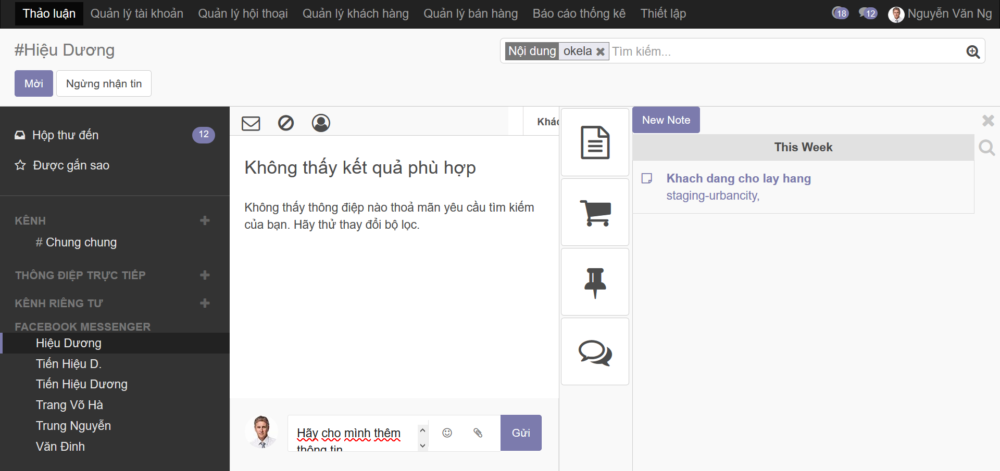 Thảo luận Quản lý tài khoản Quản lý hội thoại Quản lý khách hàng Quản lý bán hàng Báo cáo thống kê Thiết lập 18 12 Nguyễn Văn Ng
#Hiệu Dương
Nội dung okela Tìm kiếm...
Mời Ngừng nhận tin
Hộp thư đến 12
Được gắn sao
KÊNH
# Chung chung
THÔNG ĐIỆP TRỰC TIẾP
KÊNH RIÊNG TƯ
FACEBOOK MESSENGER
Hiệu Dương
Tiến Hiệu D.
Tiến Hiệu Dương
Trang Võ Hà
Trung Nguyễn
Văn Đinh
Không thấy kết quả phù hợp
Không thấy thông điệp nào thoả mãn yêu cầu tìm kiếm
của bạn. Hãy thử thay đổi bộ lọc.
Hãy cho mình thêm
thông tin
Gửi
New Note
This Week
Khach dang cho lay hang
staging-urbancity,